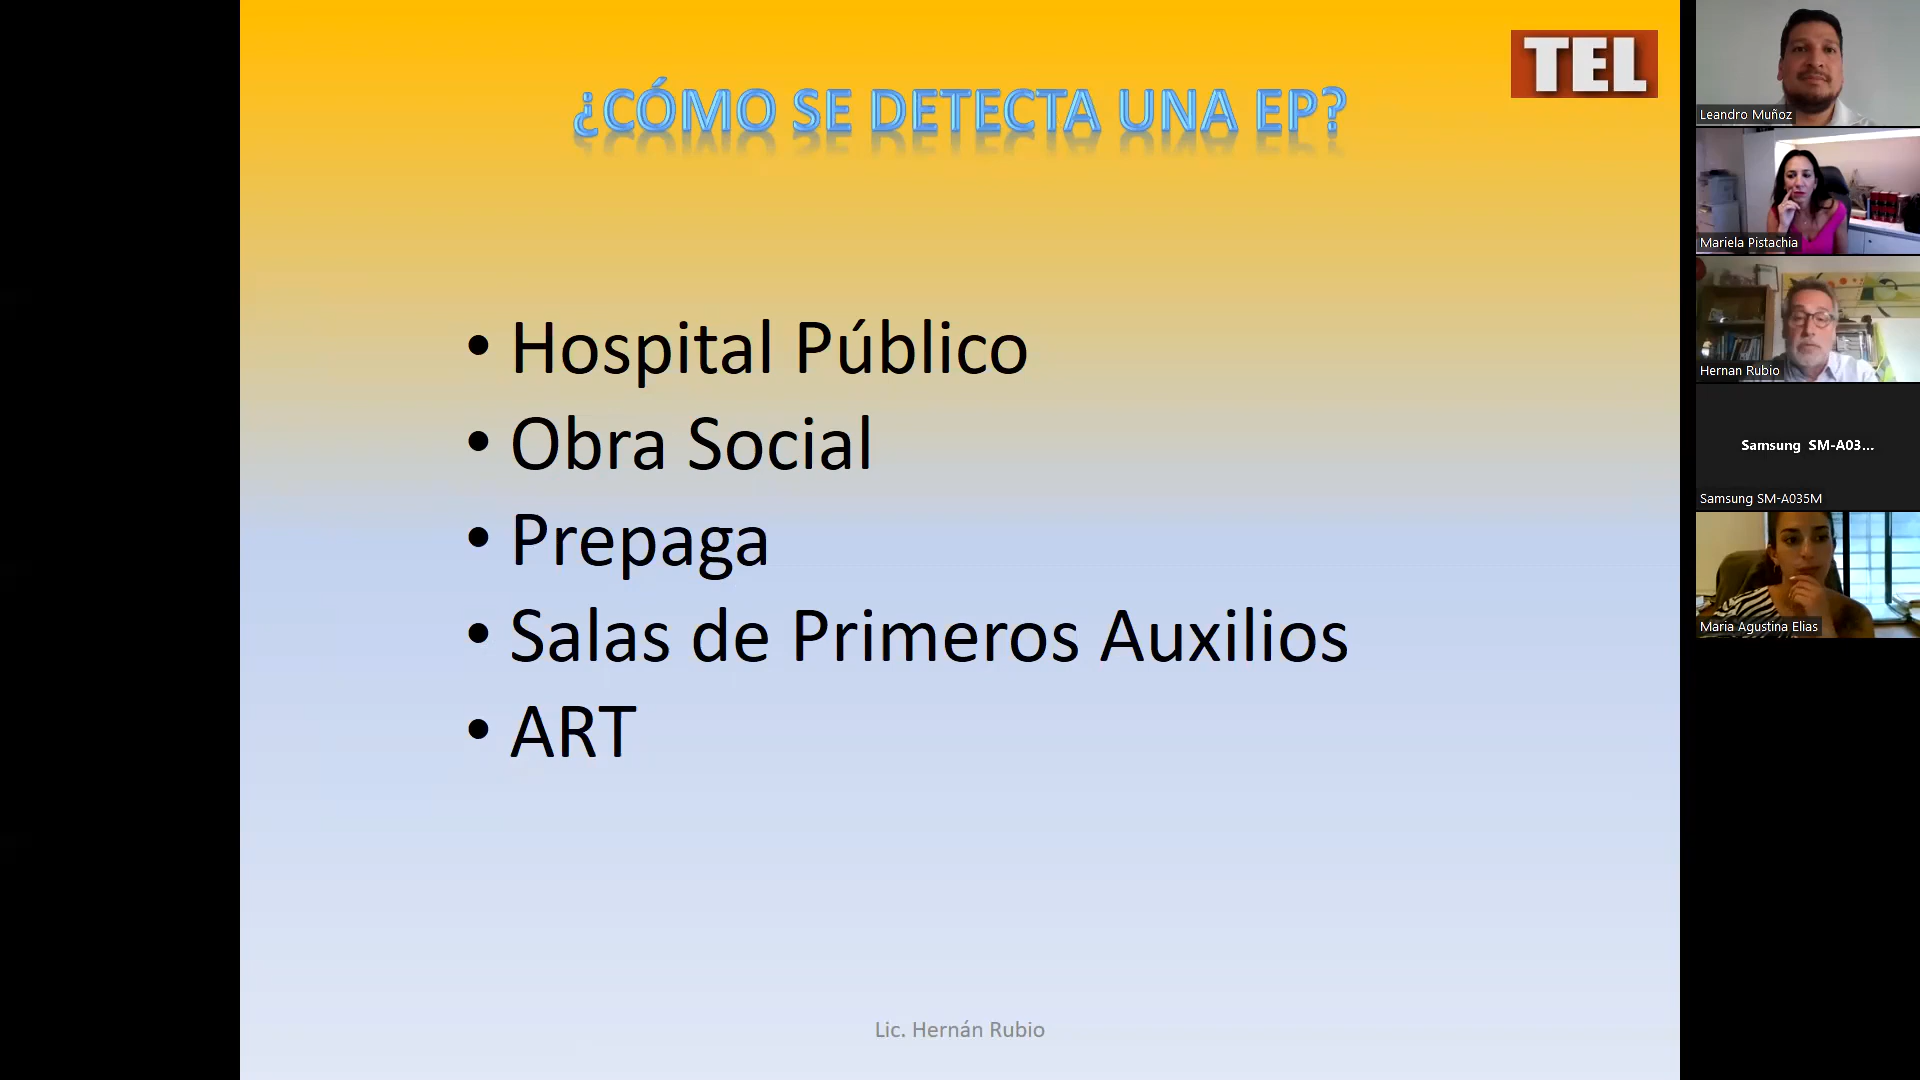 ¿CÓMO SE DETECTA UNA EP?
TEL
• Hospital Público
• Obra Social
• Prepaga
• Salas de Primeros Auxilios
• ART
Lic. Hernán Rubio
Leandro Muñoz
Mariela Pistachia
Hernan Rubio
Samsung SM-A03...
Samsung SM-A035M
Maria Agustina Elias